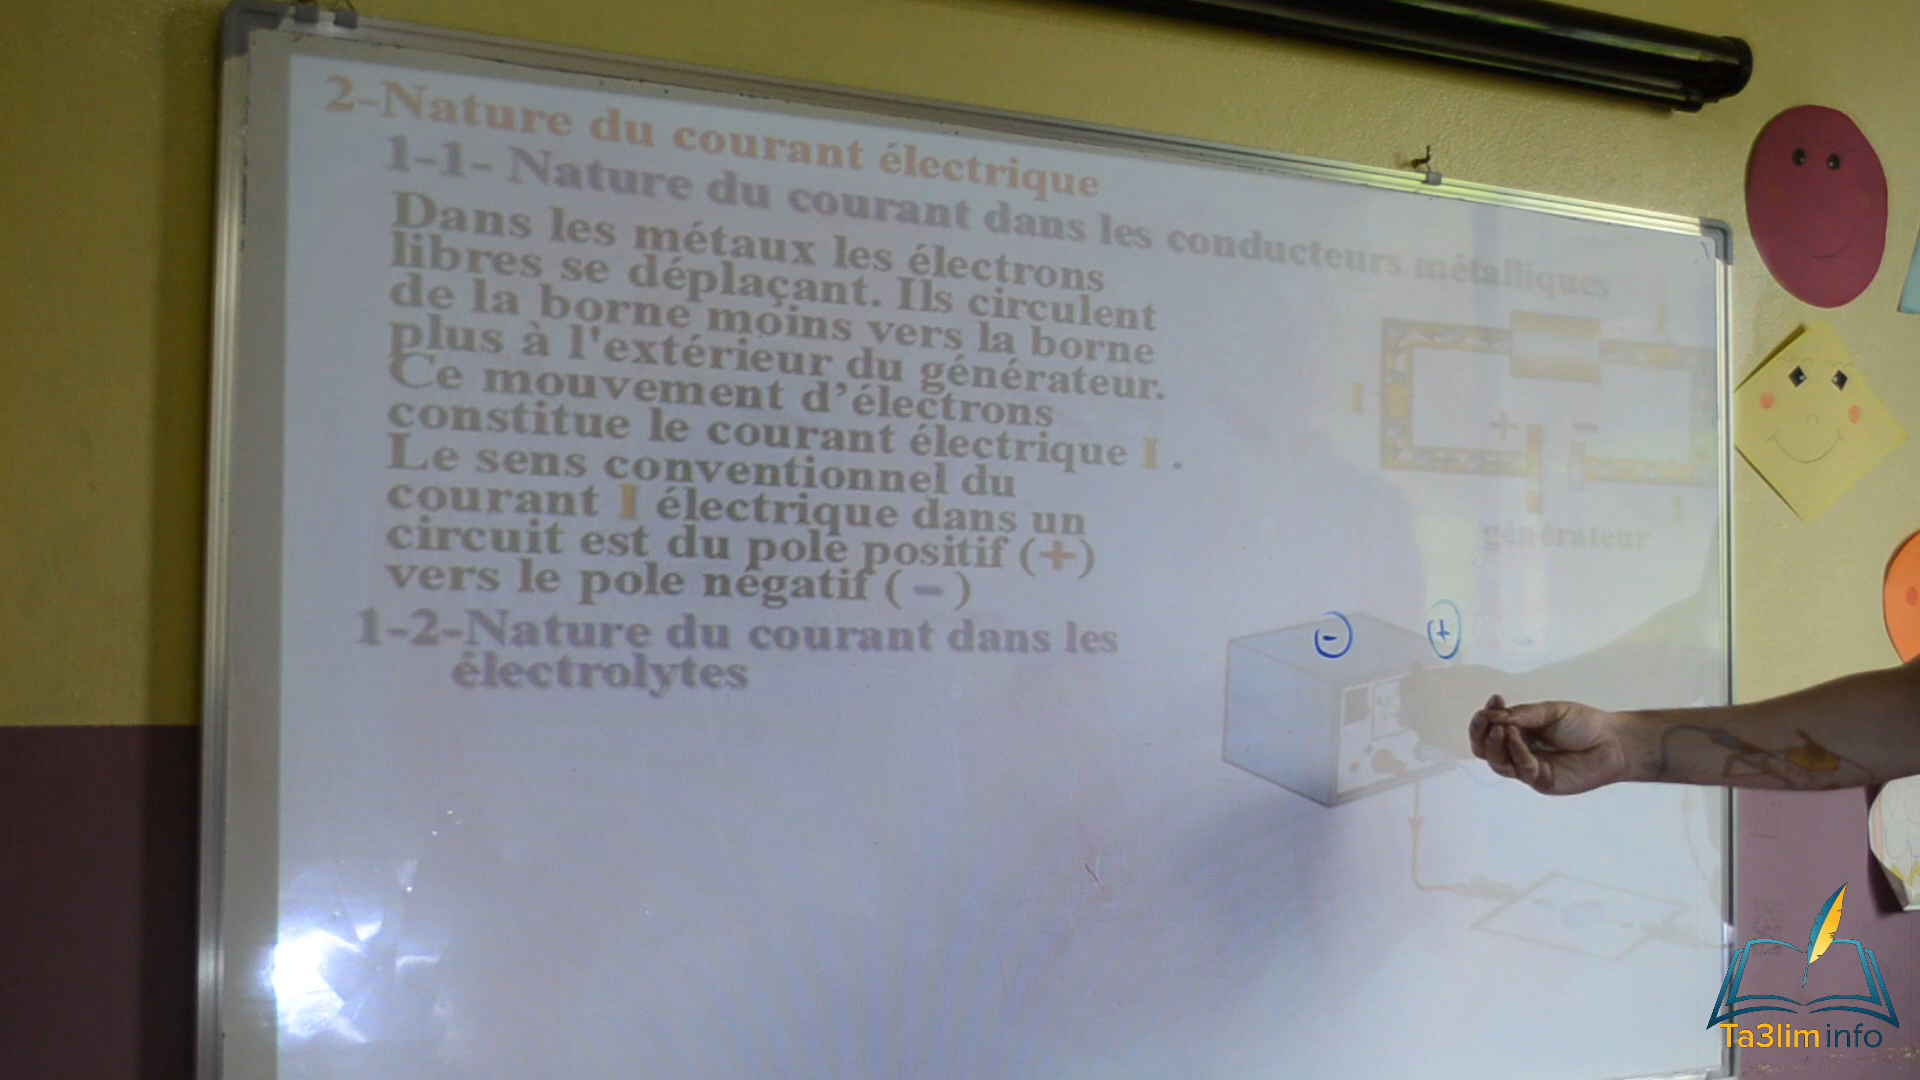 2-Nature du courant électrique
1-1- Nature du courant dans les conducteurs métalliques
Dans les métaux les électrons
libres se déplaçant. Ils circulent
de la borne moins vers la borne
plus à l'extérieur du générateur.
Ce mouvement d’électrons
constitue le courant électrique I .
Le sens conventionnel du
courant I électrique dans un
circuit est du pole positif (+)
vers le pole négatif ( - )
1-2-Nature du courant dans les
électrolytes
I
I
+ -
I
générateur
- +
Ta3lim info